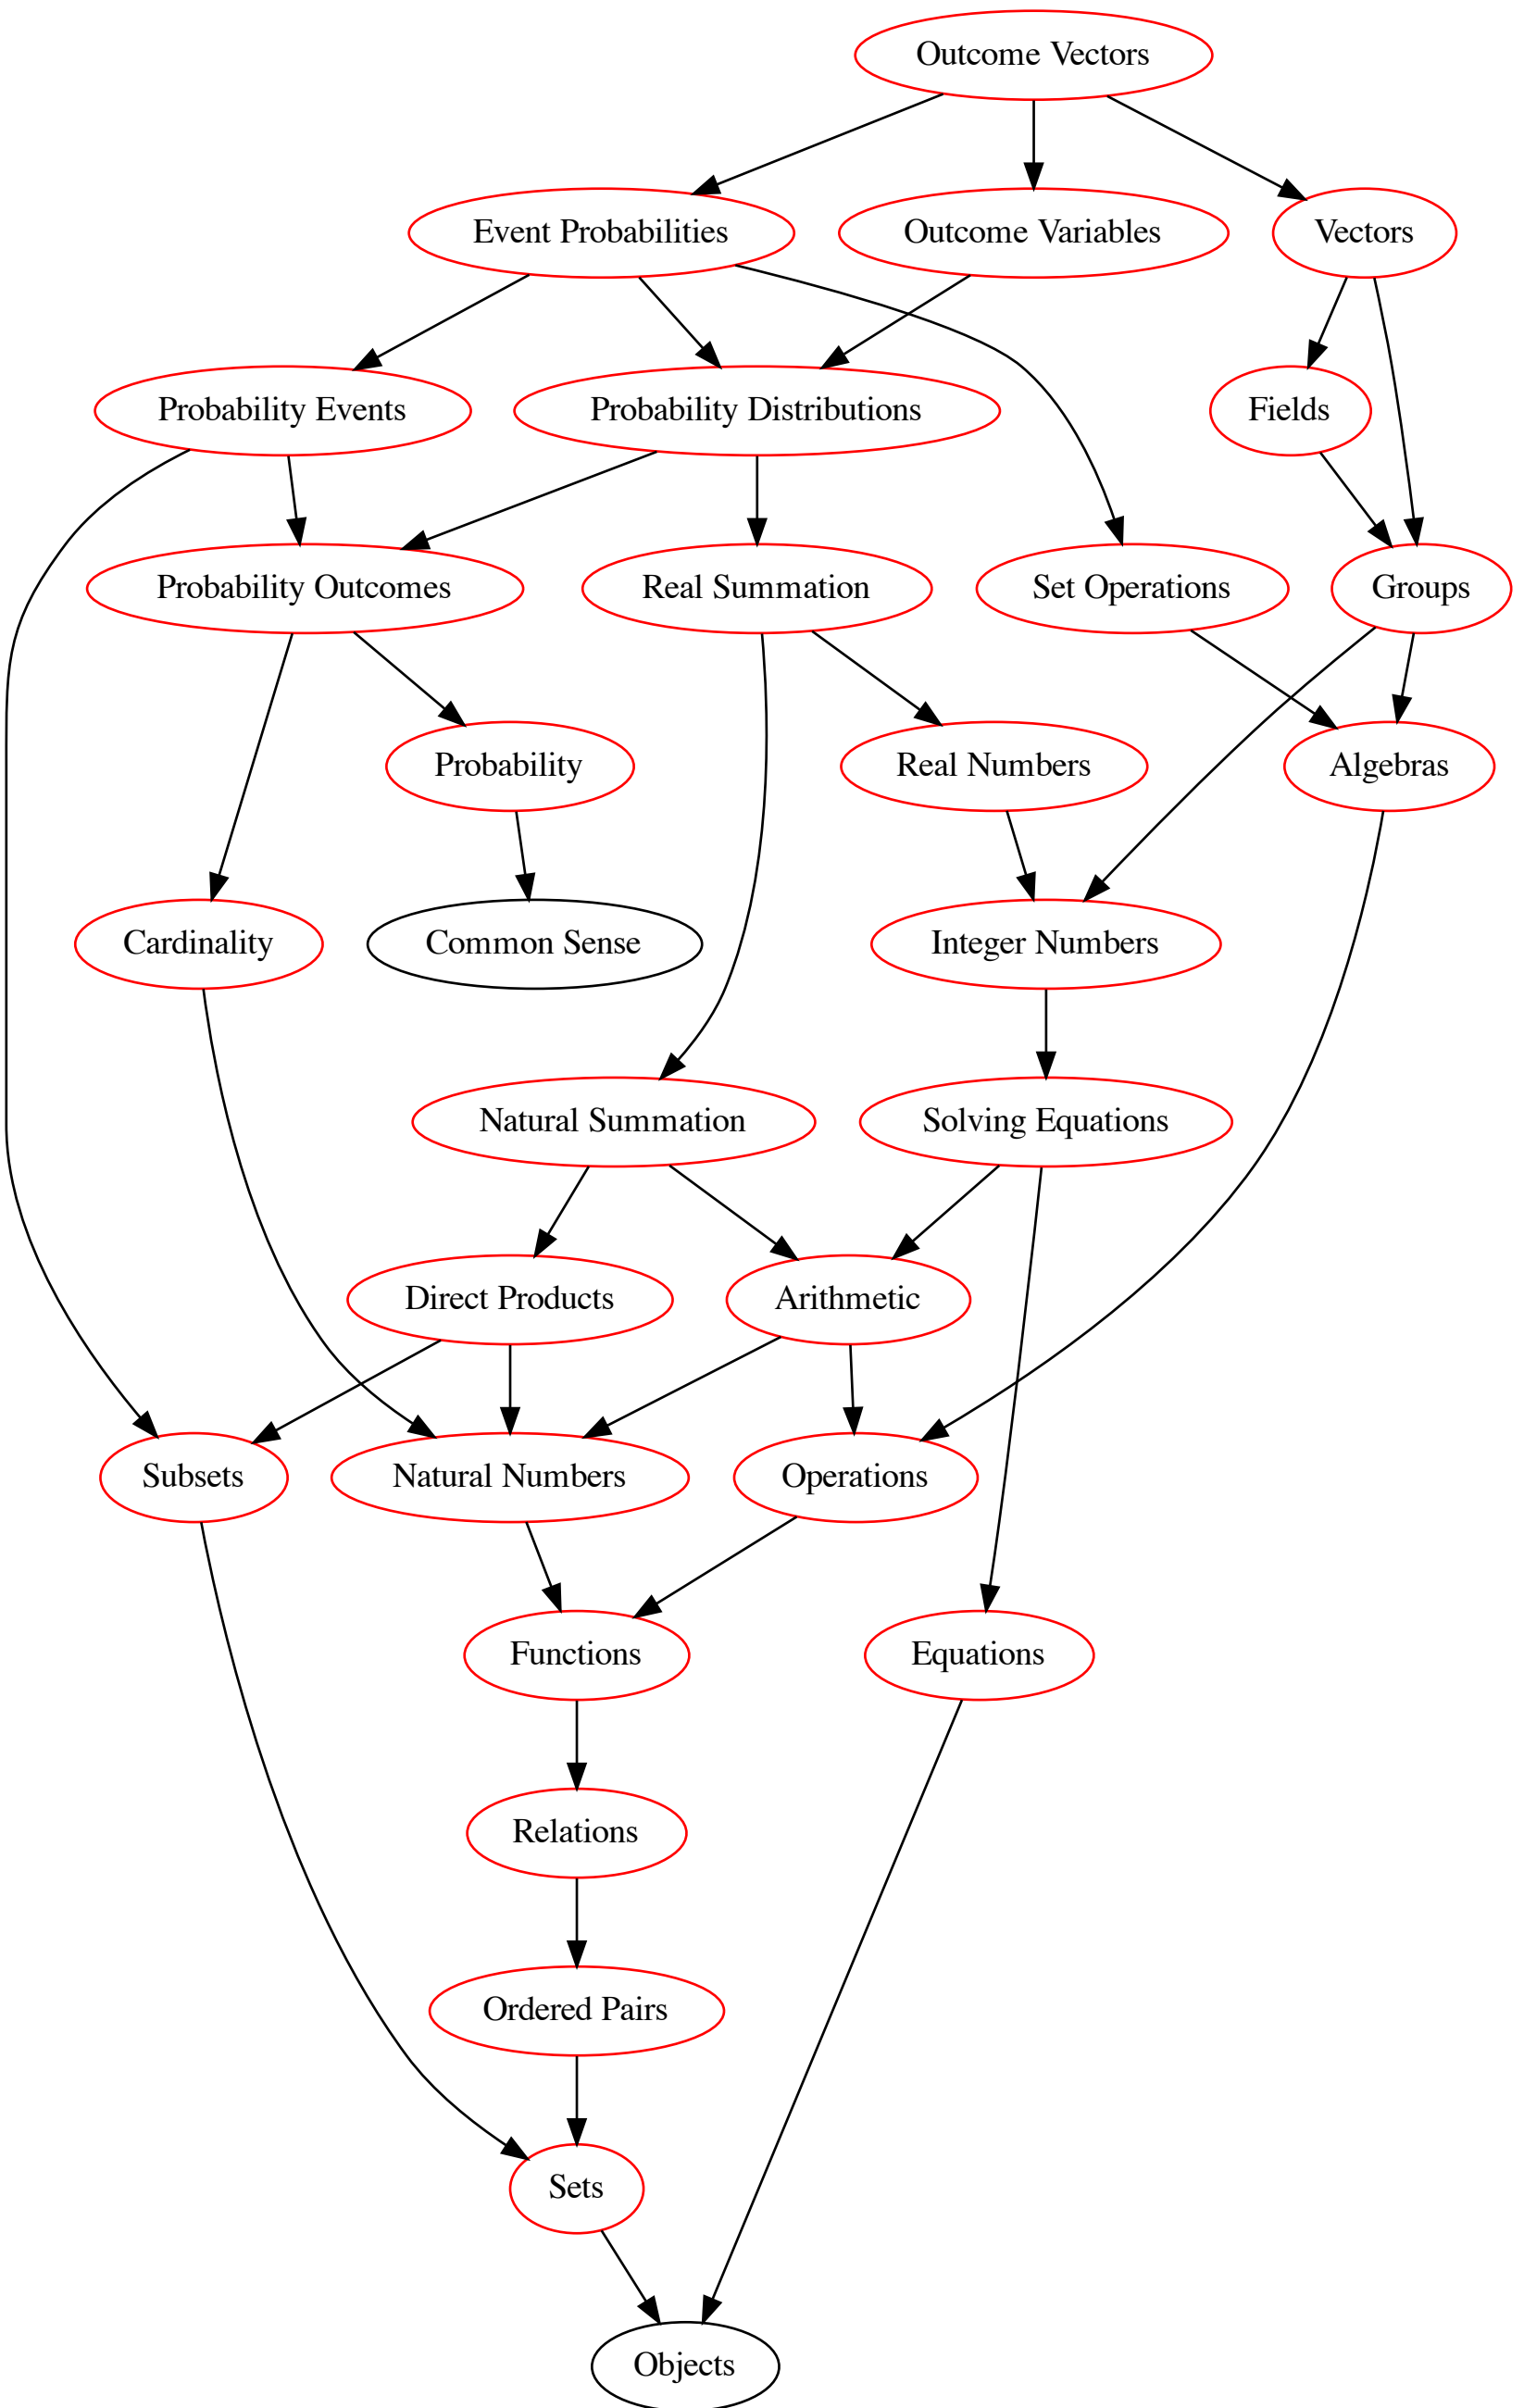 Outcome Vectors
Event Probabilities
Outcome Variables
Vectors
Probability Events
Probability Distributions
Fields
Probability Outcomes
Real Summation
Set Operations
Groups
Probability
Real Numbers
Algebras
Cardinality
Common Sense
Integer Numbers
Natural Summation
Solving Equations
Direct Products
Arithmetic
Subsets
Natural Numbers
Operations
Functions
Equations
Relations
Ordered Pairs
Sets
Objects